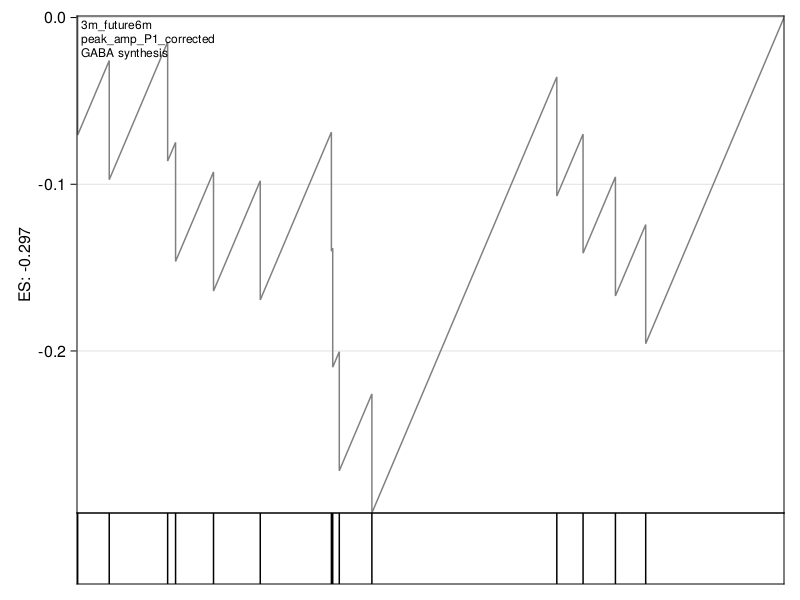 0.0
3m_future6m
peak_amp_P1_corrected
GABA synthesis
-0.1
ES: -0.297
-0.2